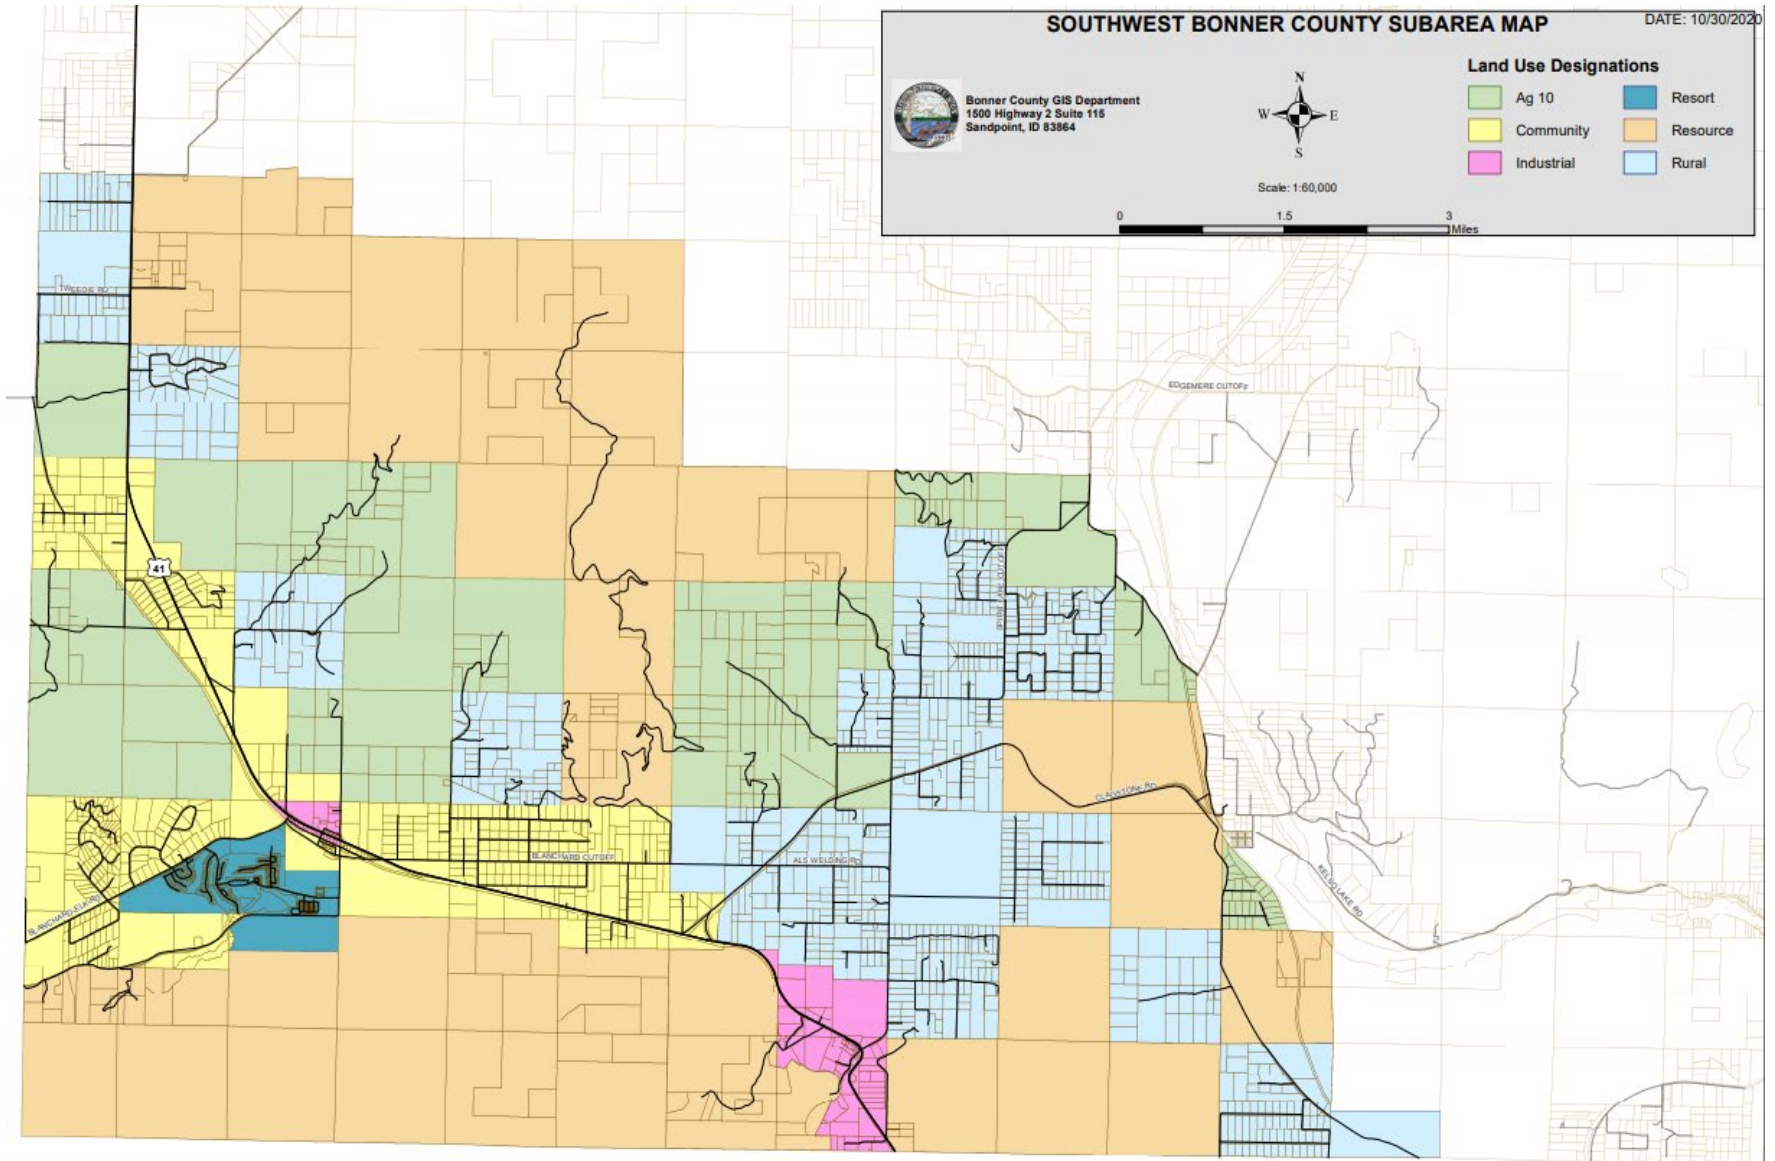 SOUTHWEST BONNER COUNTY SUBAREA MAP
DATE: 10/30/2020
Bonner County GIS Department
1500 Highway 2 Suite 115
Sandpoint, ID 83864
N
W
E
S
Scale: 1:60,000
0
1.5
3
Miles
Land Use Designations
Ag 10
Resort
Community
Resource
Industrial
Rural
TWEEDIE RD
EDGEMERE CUTOFF
41
SPIRIT LAKE CUTOFF
CLAGSTONE RD
BLANCHARD CUTOFF
ALS WELDING RD
KELSO LAKE RD
BLANCHARD-ELK RD